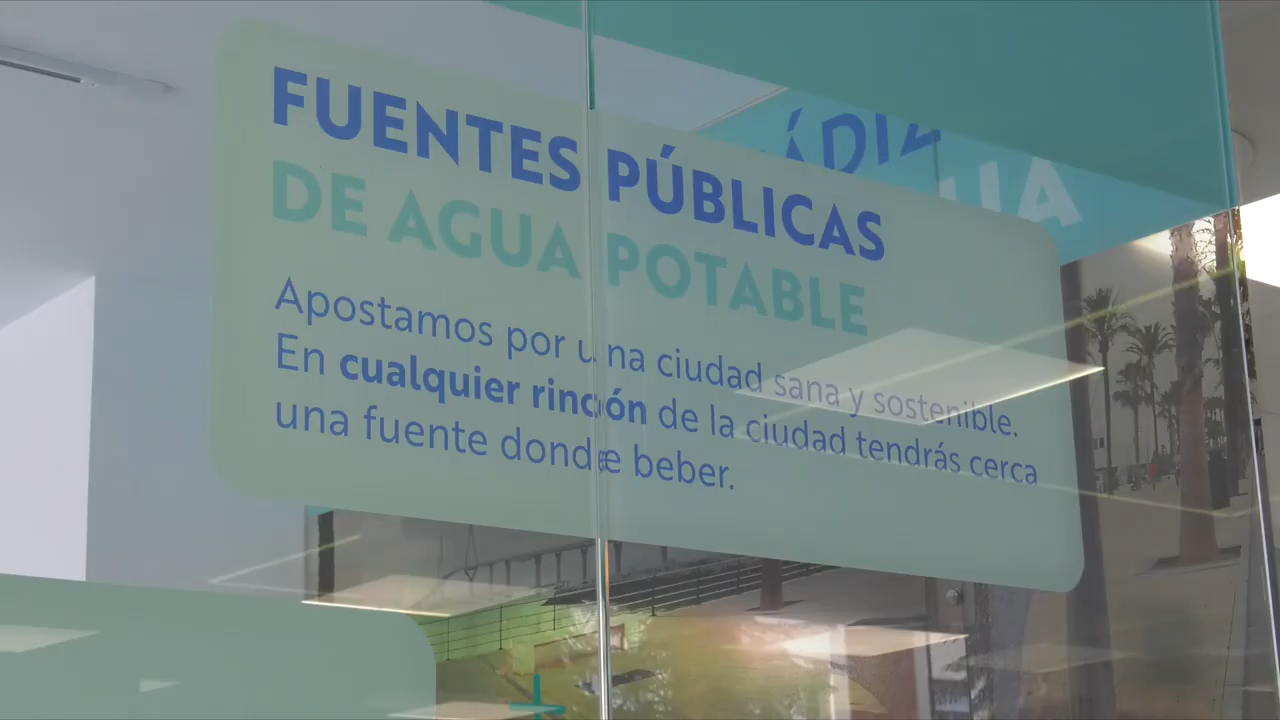 FUENTES PÚBLICAS
DE AGUA POTABLE
Apostamos por una ciudad sana y sostenible.
En cualquier rincón de la ciudad tendrás cerca
una fuente donde beber.